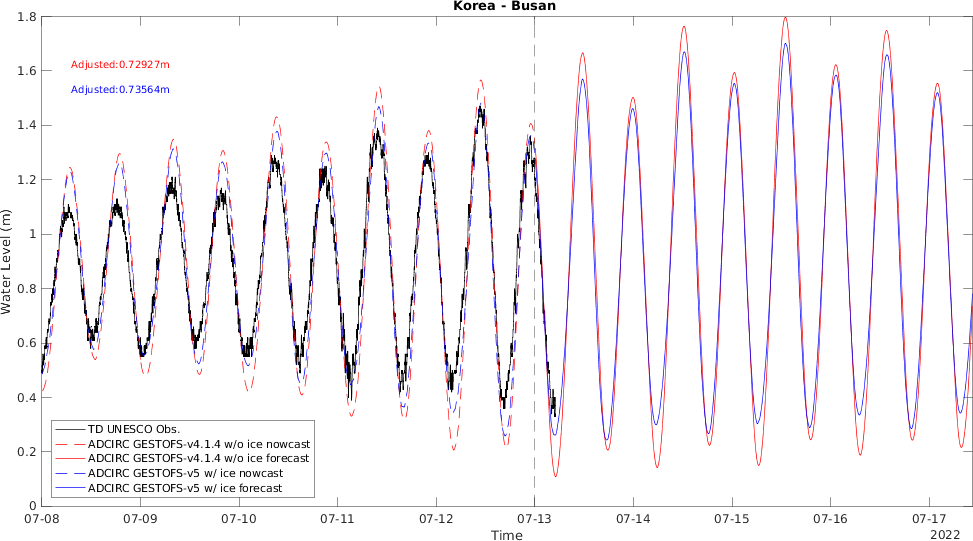 Korea - Busan
1.8
1.6
1.4
1.2
1
0.8
0.6
0.4
0.2
0
Water Level (m)
Adjusted:0.72927m
Adjusted:0.73564m
TD UNESCO Obs.
ADCIRC GESTOFS-v4.1.4 w/o ice nowcast
ADCIRC GESTOFS-v4.1.4 w/o ice forecast
ADCIRC GESTOFS-v5 w/ ice nowcast
ADCIRC GESTOFS-v5 w/ ice forecast
07-08 07-09 07-10 07-11 07-12 07-13 07-14 07-15 07-16 07-17
Time
2022